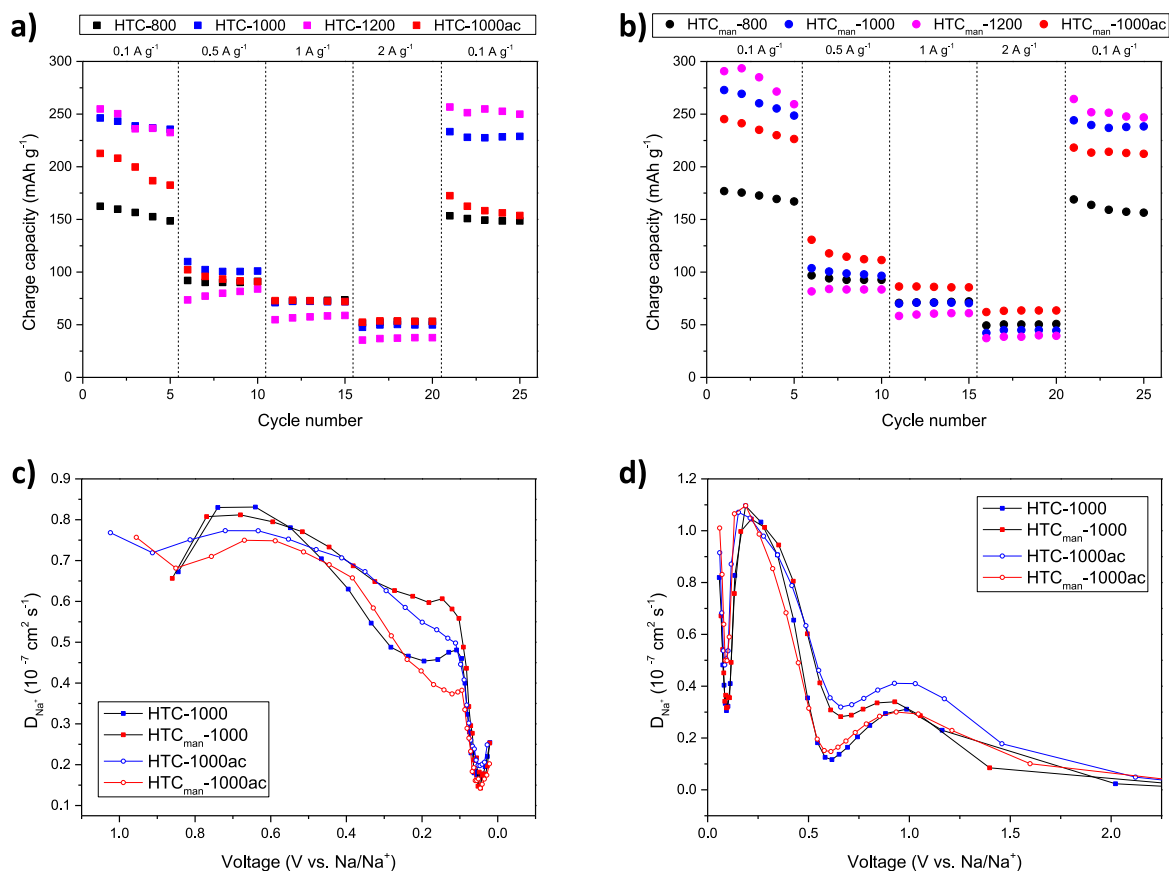 a)
HTC-800 HTC-1000 HTC-1200 HTC-1000ac
0.1 A g⁻¹ 0.5 A g⁻¹ 1 A g⁻¹ 2 A g⁻¹ 0.1 A g⁻¹
300
250
200
150
100
50
0
Charge capacity (mAh g⁻¹)
0 5 10 15 20 25
Cycle number
b)
HTCman-800 HTCman-1000 HTCman-1200 HTCman-1000ac
0.1 A g⁻¹ 0.5 A g⁻¹ 1 A g⁻¹ 2 A g⁻¹ 0.1 A g⁻¹
300
250
200
150
100
50
0
Charge capacity (mAh g⁻¹)
0 5 10 15 20 25
Cycle number
c)
0.9
0.8
0.7
0.6
0.5
0.4
0.3
0.2
0.1
D Na⁺ (10⁻⁷ cm² s⁻¹)
HTC-1000
HTCman-1000
HTC-1000ac
HTCman-1000ac
1.0 0.8 0.6 0.4 0.2 0.0
Voltage (V vs. Na/Na⁺)
d)
1.2
1.0
0.8
0.6
0.4
0.2
0.0
D Na⁺ (10⁻⁷ cm² s⁻¹)
HTC-1000
HTCman-1000
HTC-1000ac
HTCman-1000ac
0.0 0.5 1.0 1.5 2.0
Voltage (V vs. Na/Na⁺)